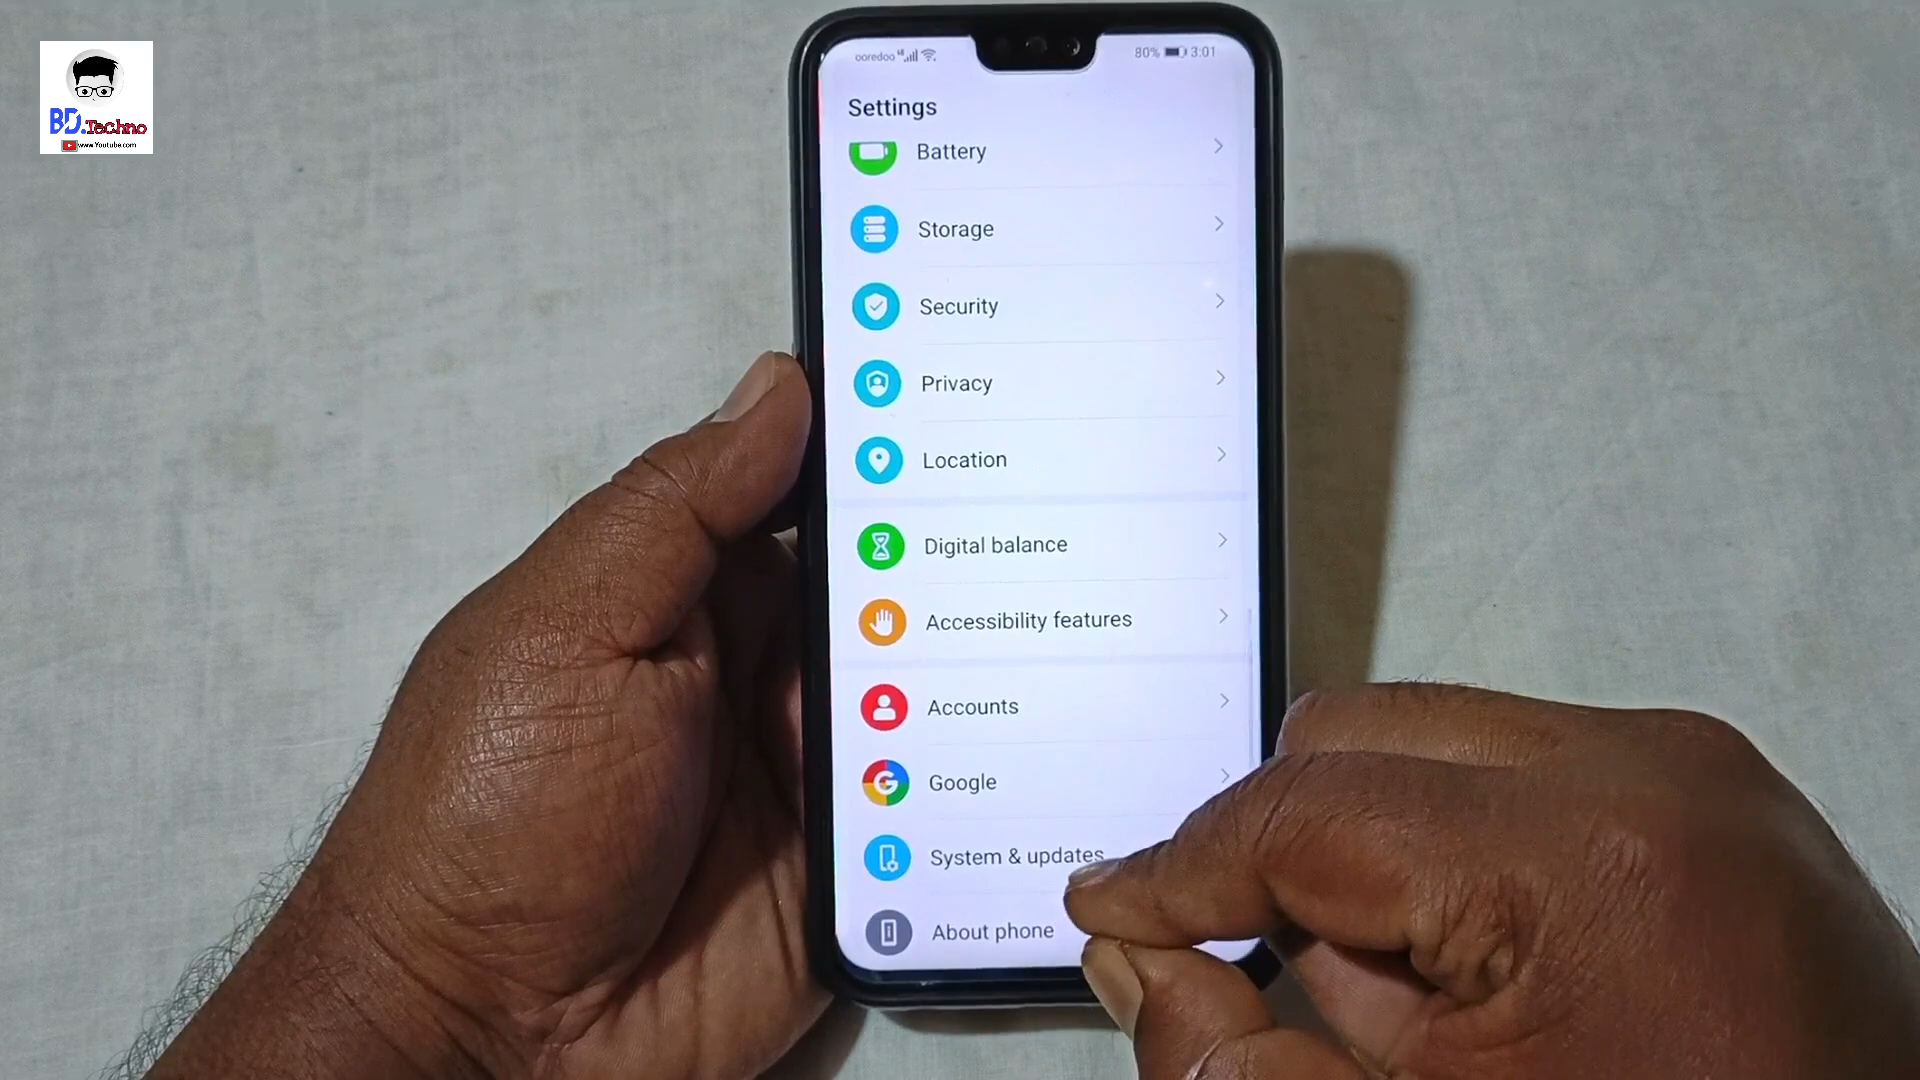 BD.Techno
www.Youtube.com
ooredoo 80% 3:01
Settings
Battery
Storage
Security
Privacy
Location
Digital balance
Accessibility features
Accounts
Google
System & updates
About phone